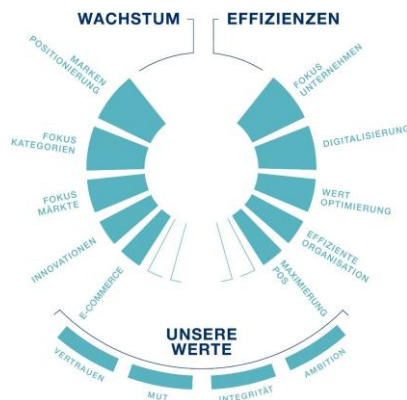 WACHSTUM
EFFIZIENZEN
MARKEN
POSITIONIERUNG
FOKUS
KATEGORIEN
FOKUS
MÄRKTE
INNOVATIONEN
E-COMMERCE
FOKUS
UNTERNEHMEN
DIGITALISIERUNG
WERT
OPTIMIERUNG
EFFIZIENTE
ORGANISATION
MAXIMIERUNG
POS
UNSERE
WERTE
VERTRAUEN
MUT
INTEGRITÄT
AMBITION